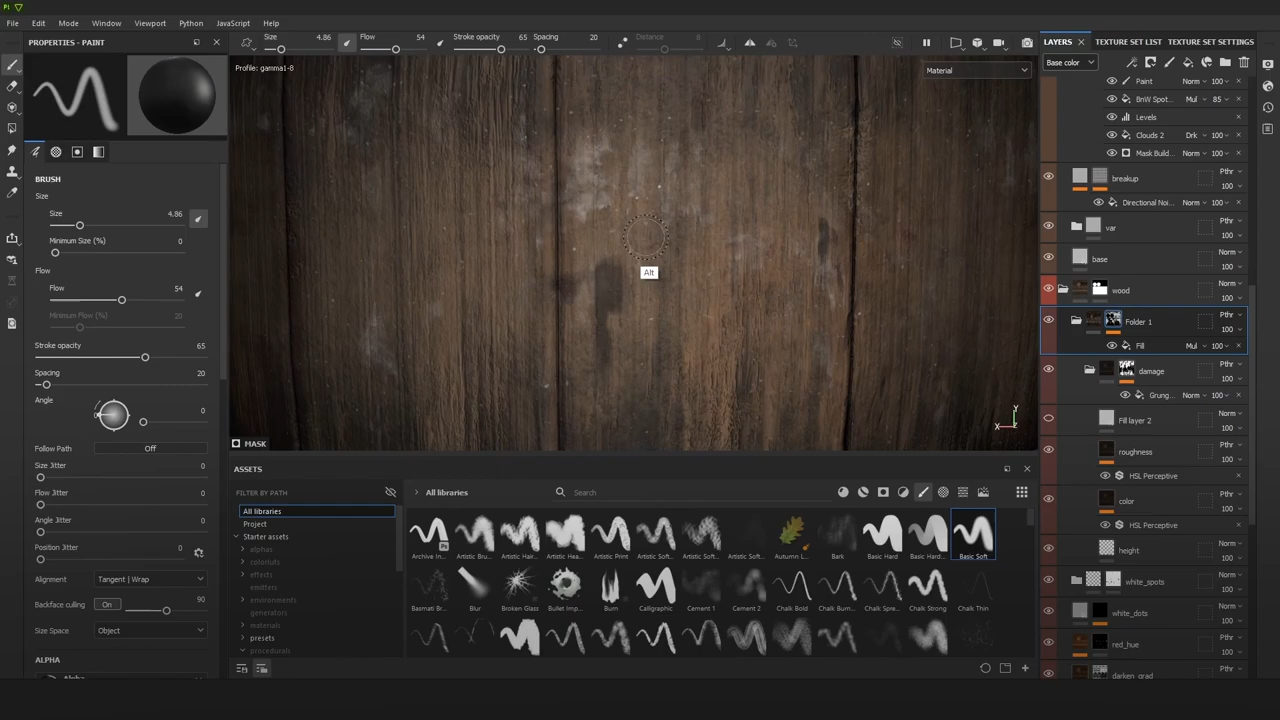 Pt
File Edit Mode Window Viewport Python JavaScript Help
PROPERTIES - PAINT
Size 4.86 Flow 54 Stroke opacity 65 Spacing 20 Distance 8
LAYERS TEXTURE SET LIST TEXTURE SET SETTINGS
Profile: gamma1-8
Material
Base color
Paint Norm 100
BnW Spot... Mul 85
Levels
Clouds 2 Drk 100
Mask Build... Norm 100
breakup Pthr 100
Directional Noi...
var Pthr 100
base Norm 100
wood Norm 100
Folder 1 Pthr 100
Fill Mul 100
damage Pthr 100
Grung... Norm 100
Fill layer 2 Norm 100
roughness Pthr 100
HSL Perceptive
color Pthr 100
HSL Perceptive
height Norm 100
white_spots Norm 100
white_dots Norm 100
red_hue Pthr 100
darken_grad Pthr
BRUSH
Size
Size 4.86
Minimum Size (%) 0
Flow
Flow 54
Minimum Flow (%) 20
Stroke opacity 65
Spacing 20
Angle 0
Follow Path Off
Size Jitter 0
Flow Jitter 0
Angle Jitter 0
Position Jitter 0
Alignment Tangent | Wrap
Backface culling On 90
Size Space Object
ALPHA
Alpha
Alt
Y
X
MASK
ASSETS
FILTER BY PATH
All libraries
Project
Starter assets
alphas
colorluts
effects
emitters
environments
generators
materials
presets
procedurals
All libraries Search
Archive In... Artistic Bru... Artistic Hair... Artistic Hea... Artistic Print Artistic Soft... Artistic Soft... Artistic Soft... Autumn L... Bark Basic Hard Basic Hard... Basic Soft
Basmati Br... Blur Broken Glass Bullet Imp... Burn Calligraphic Cement 1 Cement 2 Chalk Bold Chalk Bum... Chalk Spre... Chalk Strong Chalk Thin